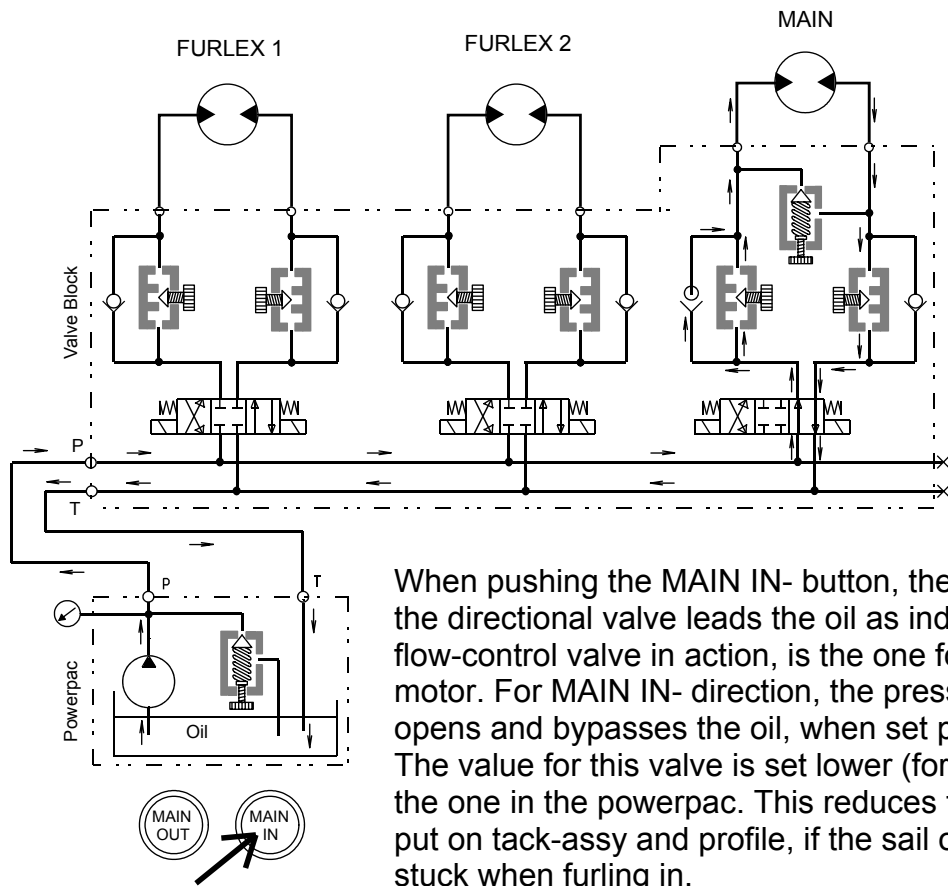 MAIN
FURLEX 1
FURLEX 2
Valve Block
P
T
P
T
Powerpac
Oil
MAIN
OUT
MAIN
IN
When pushing the MAIN IN- button, the
the directional valve leads the oil as
flow-control valve in action, is the one
motor. For MAIN IN- direction, the
opens and bypasses the oil, when set
The value for this valve is set lower
the one in the powerpac. This reduces
put on tack-assy and profile, if the sail
stuck when furling in.